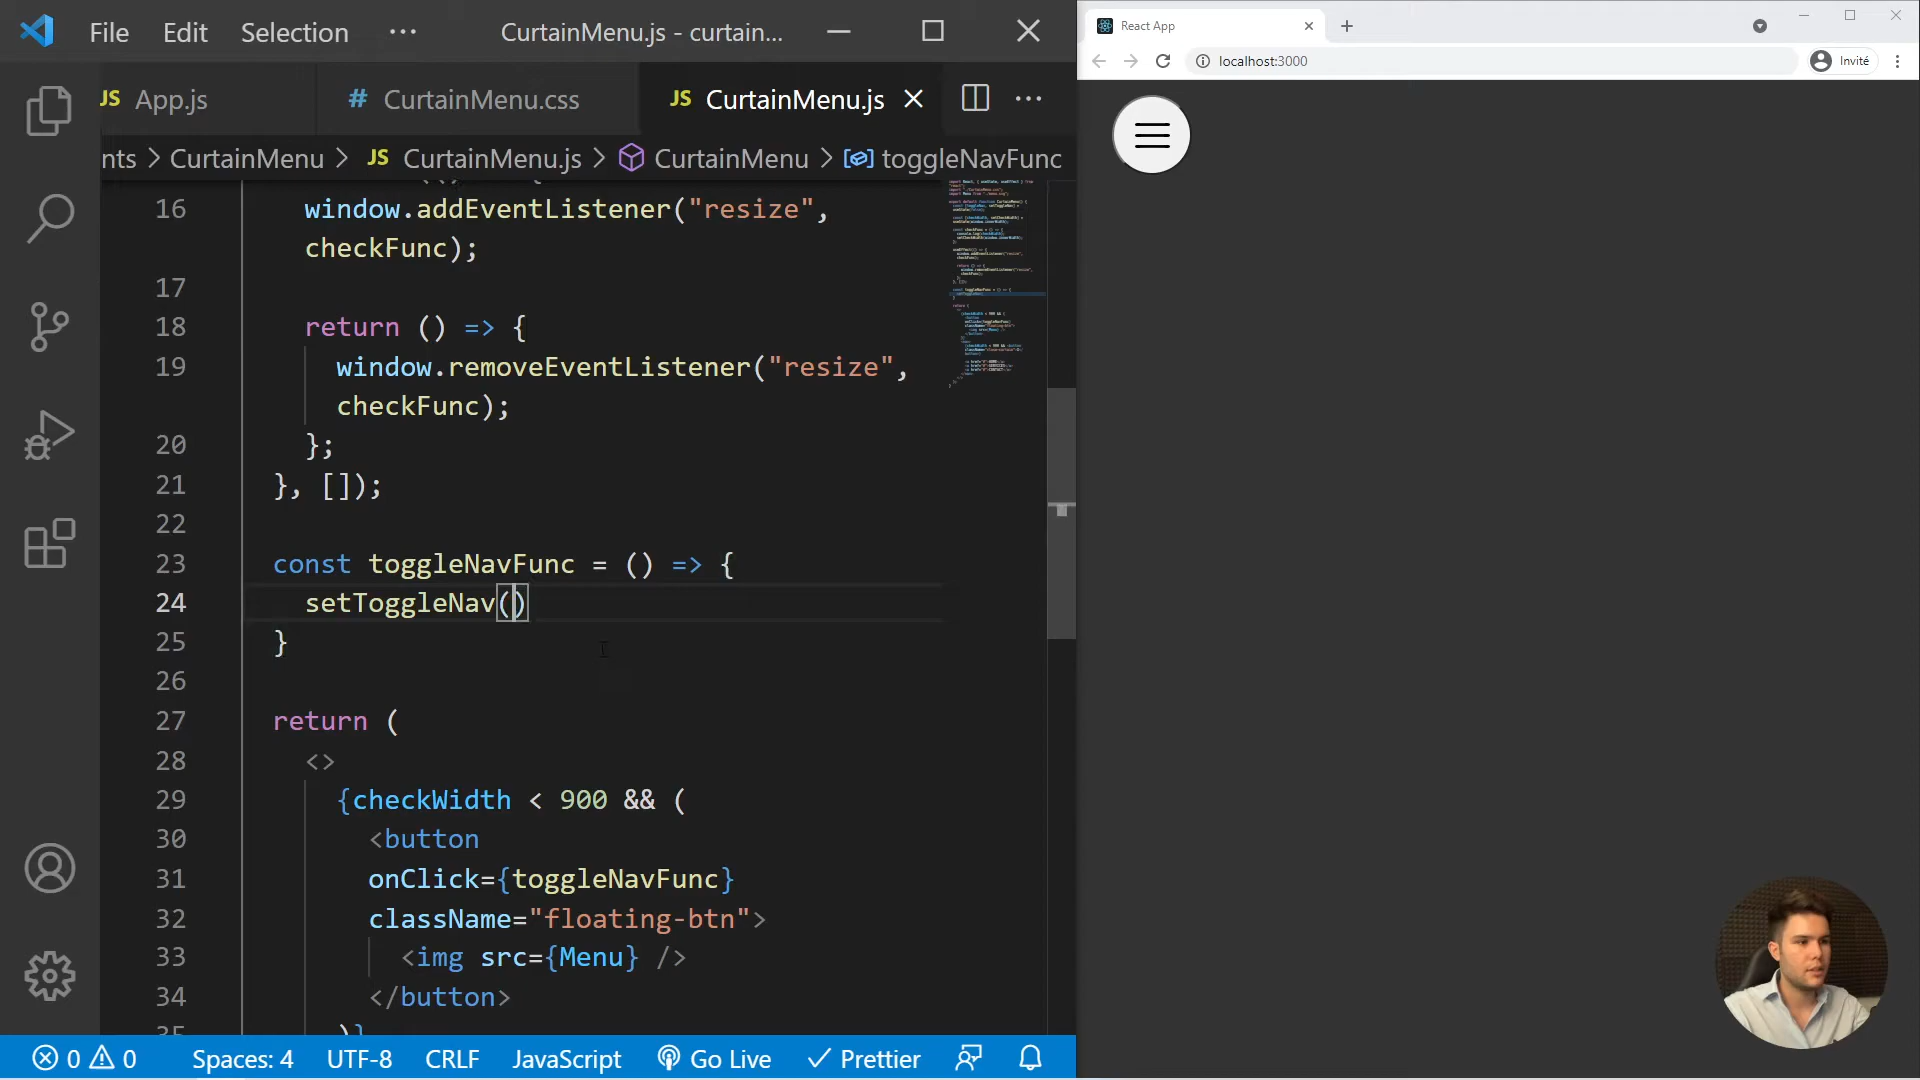 File Edit Selection ··· CurtainMenu.js - curtain...
JS App.js # CurtainMenu.css JS CurtainMenu.js ···
nts > CurtainMenu > JS CurtainMenu.js > CurtainMenu > toggleNavFunc
16 window.addEventListener("resize",
checkFunc);
17
18 return () => {
19 window.removeEventListener("resize",
checkFunc);
20 };
21 }, []);
22
23 const toggleNavFunc = () => {
24 setToggleNav()
25 }
26
27 return (
28 <>
29 {checkWidth < 900 && (
30 <button
31 onClick={toggleNavFunc}
32 className="floating-btn">
33 <img src={Menu} />
34 </button>
35 )}
0 0 Spaces: 4 UTF-8 CRLF JavaScript Go Live Prettier
React App
localhost:3000 Invité